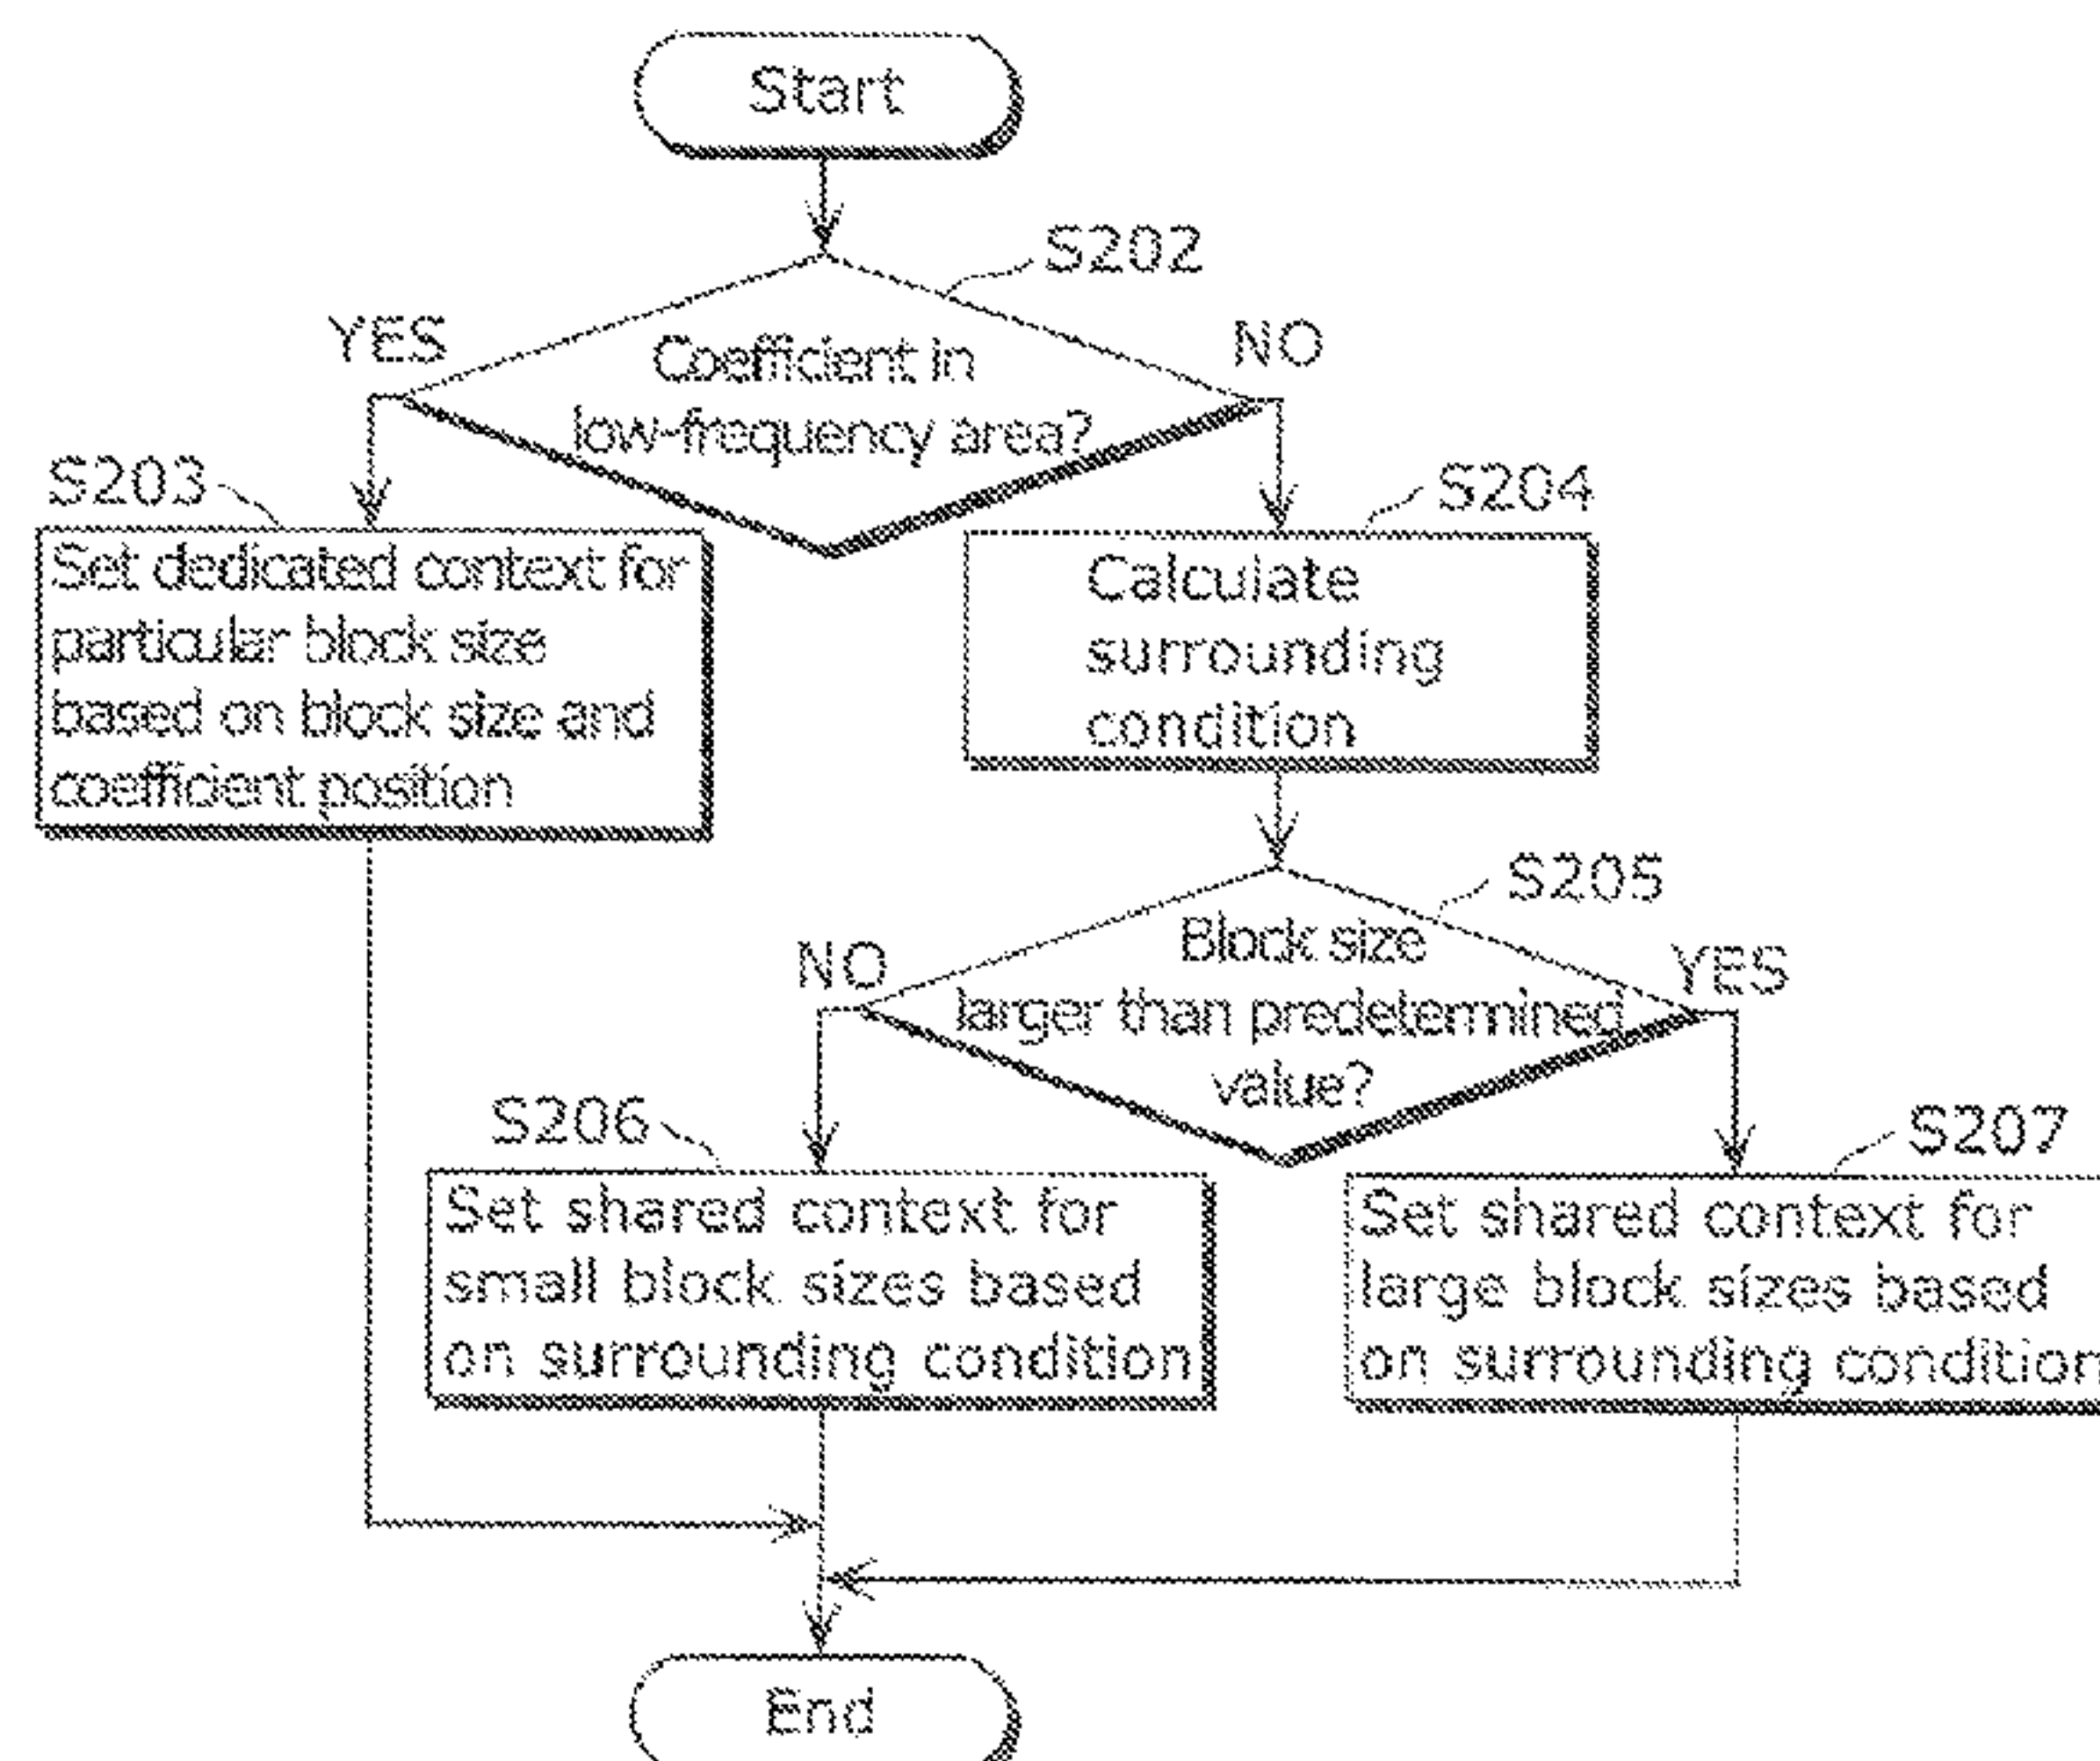 Start
S202
YES
NO
Coefficient in
low-frequency area?
S203
S204
Set dedicated context for
particular block size
based on block size and
coefficient position
Calculate
surrounding
condition
S205
NO
YES
Block size
larger than predetermined
value?
S206
S207
Set shared context for
small block sizes based
on surrounding condition
Set shared context for
large block sizes based
on surrounding condition
End